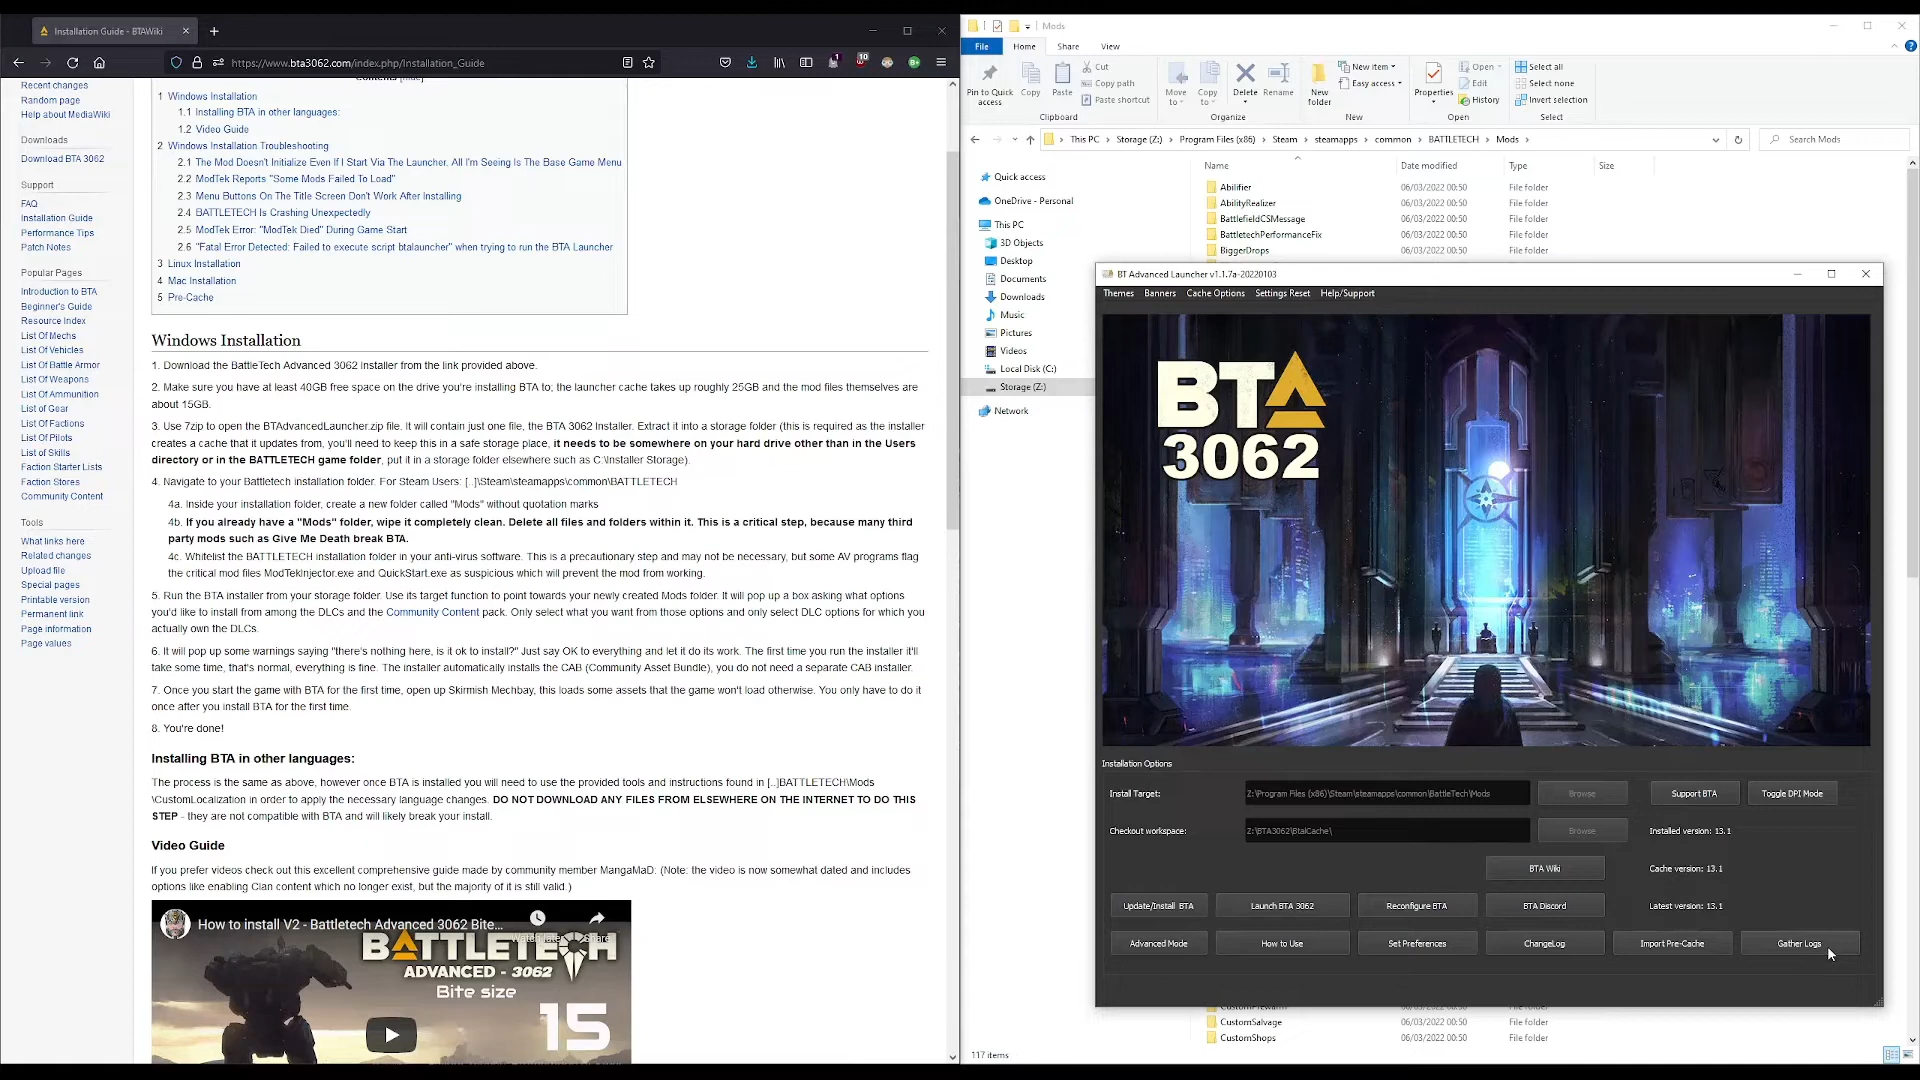 Installation Guide - BTAWiki
https://www.bta3062.com/index.php/Installation_Guide
Recent changes
Random page
Help about MediaWiki
Downloads
Download BTA 3062
Support
FAQ
Installation Guide
Performance Tips
Patch Notes
Popular Pages
Introduction to BTA
Beginner's Guide
Resource Index
List Of Mechs
List Of Vehicles
List Of Battle Armor
List Of Weapons
List Of Ammunition
List of Gear
List Of Factions
List Of Pilots
List of Skills
Faction Starter Lists
Faction Stores
Community Content
Tools
What links here
Related changes
Upload file
Special pages
Printable version
Permanent link
Page information
Page values
1 Windows Installation
1.1 Installing BTA in other languages:
1.2 Video Guide
2 Windows Installation Troubleshooting
2.1 The Mod Doesn't Initialize Even If I Start Via The Launcher. All I'm Seeing Is The Base Game Menu
2.2 ModTek Reports "Some Mods Failed To Load"
2.3 Menu Buttons On The Title Screen Don't Work After Installing
2.4 BATTLETECH Is Crashing Unexpectedly
2.5 ModTek Error: "ModTek Died" During Game Start
2.6 "Fatal Error Detected: Failed to execute script btalauncher" when trying to run the BTA Launcher
3 Linux Installation
4 Mac Installation
5 Pre-Cache
Windows Installation
1. Download the BattleTech Advanced 3062 Installer from the link provided above.
2. Make sure you have at least 40GB free space on the drive you're installing BTA to; the launcher cache takes up roughly 25GB and the mod files themselves are
about 15GB.
3. Use 7zip to open the BTAdvancedLauncher.zip file. It will contain just one file, the BTA 3062 Installer. Extract it into a storage folder (this is required as the installer
creates a cache that it updates from, you'll need to keep this in a safe storage place, it needs to be somewhere on your hard drive other than in the Users
directory or in the BATTLETECH game folder, put it in a storage folder elsewhere such as C:\Installer Storage).
4. Navigate to your Battletech installation folder. For Steam Users: [..]\Steam\steamapps\common\BATTLETECH
4a. Inside your installation folder, create a new folder called "Mods" without quotation marks
4b. If you already have a "Mods" folder, wipe it completely clean. Delete all files and folders within it. This is a critical step, because many third
party mods such as Give Me Death break BTA.
4c. Whitelist the BATTLETECH installation folder in your anti-virus software. This is a precautionary step and may not be necessary, but some AV programs flag
the critical mod files ModTekInjector.exe and QuickStart.exe as suspicious which will prevent the mod from working.
5. Run the BTA installer from your storage folder. Use its target function to point towards your newly created Mods folder. It will pop up a box asking what options
you'd like to install from among the DLCs and the Community Content pack. Only select what you want from those options and only select DLC options for which you
actually own the DLCs.
6. It will pop up some warnings saying "there's nothing here, is it ok to install?" Just say OK to everything and let it do its work. The first time you run the installer it'll
take some time, that's normal, everything is fine. The installer automatically installs the CAB (Community Asset Bundle), you do not need a separate CAB installer.
7. Once you start the game with BTA for the first time, open up Skirmish Mechbay, this loads some assets that the game won't load otherwise. You only have to do it
once after you install BTA for the first time.
8. You're done!
Installing BTA in other languages:
The process is the same as above, however once BTA is installed you will need to use the provided tools and instructions found in [..]BATTLETECH\Mods
\CustomLocalization in order to apply the necessary language changes. DO NOT DOWNLOAD ANY FILES FROM ELSEWHERE ON THE INTERNET TO DO THIS
STEP - they are not compatible with BTA and will likely break your install.
Video Guide
If you prefer videos check out this excellent comprehensive guide made by community member MangaMaD: (Note: the video is now somewhat dated and includes
options like enabling Clan content which no longer exist, but the majority of it is still valid.)
How to install V2 - Battletech Advanced 3062 Bite...
Watch later
Share
BATTLETECH
ADVANCED - 3062
Bite size
15
Mods
File
Home
Share
View
Pin to Quick
access
Copy
Paste
Cut
Copy path
Paste shortcut
Clipboard
Move
to
Copy
to
Delete
Rename
Organize
New
folder
New item
Easy access
New
Properties
Open
Edit
History
Open
Select all
Select none
Invert selection
Select
This PC
Storage (Z:)
Program Files (x86)
Steam
steamapps
common
BATTLETECH
Mods
Search Mods
Quick access
OneDrive - Personal
This PC
3D Objects
Desktop
Documents
Downloads
Music
Pictures
Videos
Local Disk (C:)
Storage (Z:)
Network
Name
Date modified
Type
Size
Abilifier 06/03/2022 00:50 File folder
AbilityRealizer 06/03/2022 00:50 File folder
BattlefieldCSMessage 06/03/2022 00:50 File folder
BattletechPerformanceFix 06/03/2022 00:50 File folder
BiggerDrops 06/03/2022 00:50 File folder
BT Advanced Launcher v1.1.7a-20220103
Themes
Banners
Cache Options
Settings Reset
Help/Support
BTA
3062
Installation Options
Install Target:
Z:\Program Files (x86)\Steam\steamapps\common\BattleTech\Mods
Browse
Support BTA
Toggle DPI Mode
Checkout workspace:
Z:\BTA3062\BtalCache\
Browse
Installed version: 13.1
BTA Wiki
Cache version: 13.1
Update/Install BTA
Launch BTA 3062
Reconfigure BTA
BTA Discord
Latest version: 13.1
Advanced Mode
How to Use
Set Preferences
ChangeLog
Import Pre-Cache
Gather Logs
CustomSalvage 06/03/2022 00:50 File folder
CustomShops 06/03/2022 00:50 File folder
117 items